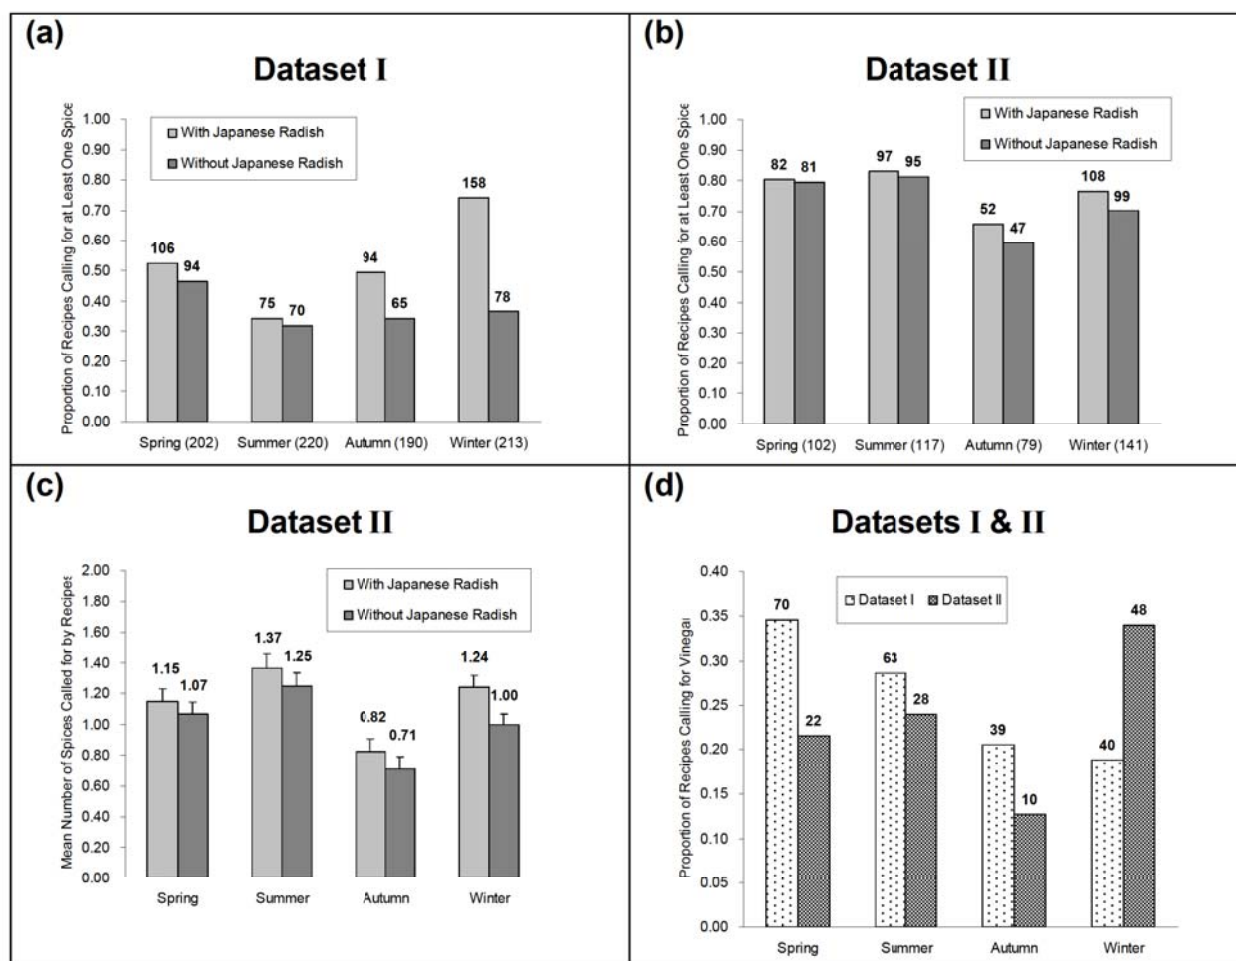 (a)
Dataset I
Proportion of Recipes Calling for at Least One Spice
1.00
0.90
0.80
0.70
0.60
0.50
0.40
0.30
0.20
0.10
0.00
With Japanese Radish
Without Japanese Radish
106
94
75
70
94
65
158
78
Spring (202)
Summer (220)
Autumn (190)
Winter (213)
(b)
Dataset II
Proportion of Recipes Calling for at Least One Spice
1.00
0.90
0.80
0.70
0.60
0.50
0.40
0.30
0.20
0.10
0.00
With Japanese Radish
Without Japanese Radish
82
81
97
95
52
47
108
99
Spring (102)
Summer (117)
Autumn (79)
Winter (141)
(c)
Dataset II
Mean Number of Spices Called for by Recipes
2.00
1.80
1.60
1.40
1.20
1.00
0.80
0.60
0.40
0.20
0.00
With Japanese Radish
Without Japanese Radish
1.15
1.07
1.37
1.25
0.82
0.71
1.24
1.00
Spring
Summer
Autumn
Winter
(d)
Datasets I & II
Proportion of Recipes Calling for Vinegar
0.40
0.35
0.30
0.25
0.20
0.15
0.10
0.05
0.00
Dataset I
Dataset II
70
22
63
28
39
10
40
48
Spring
Summer
Autumn
Winter